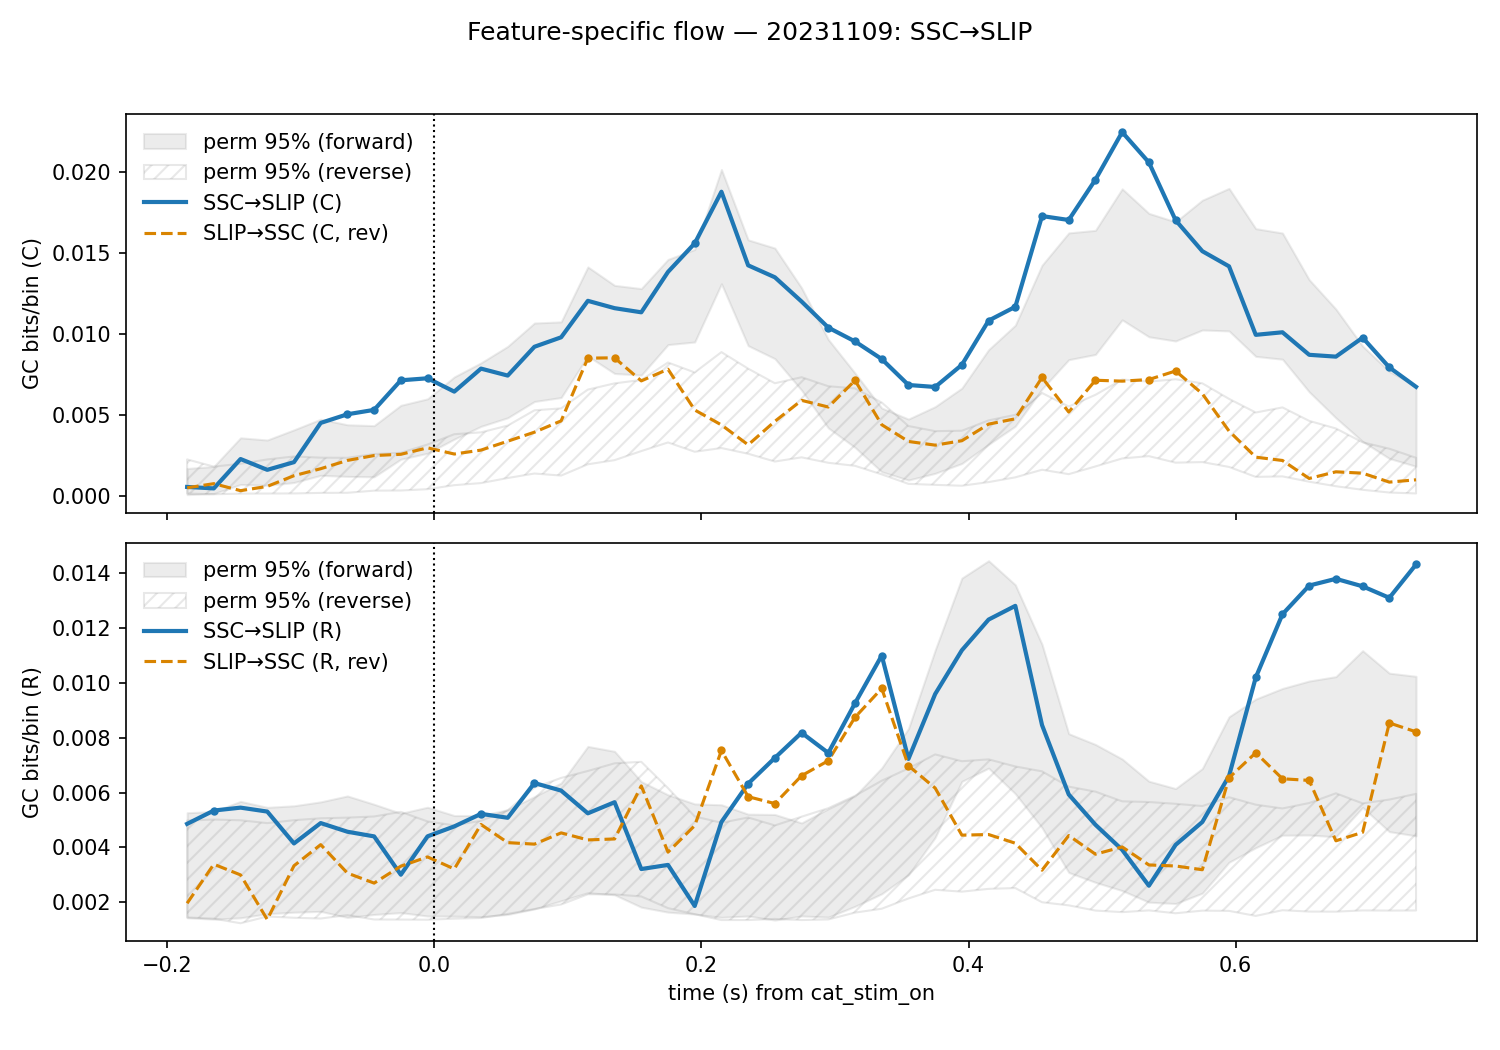 Feature-specific flow — 20231109: SSC→SLIP
GC bits/bin (C)
0.020
0.015
0.010
0.005
0.000
perm 95% (forward)
perm 95% (reverse)
SSC→SLIP (C)
SLIP→SSC (C, rev)
GC bits/bin (R)
0.014
0.012
0.010
0.008
0.006
0.004
0.002
perm 95% (forward)
perm 95% (reverse)
SSC→SLIP (R)
SLIP→SSC (R, rev)
−0.2
0.0
0.2
0.4
0.6
time (s) from cat_stim_on